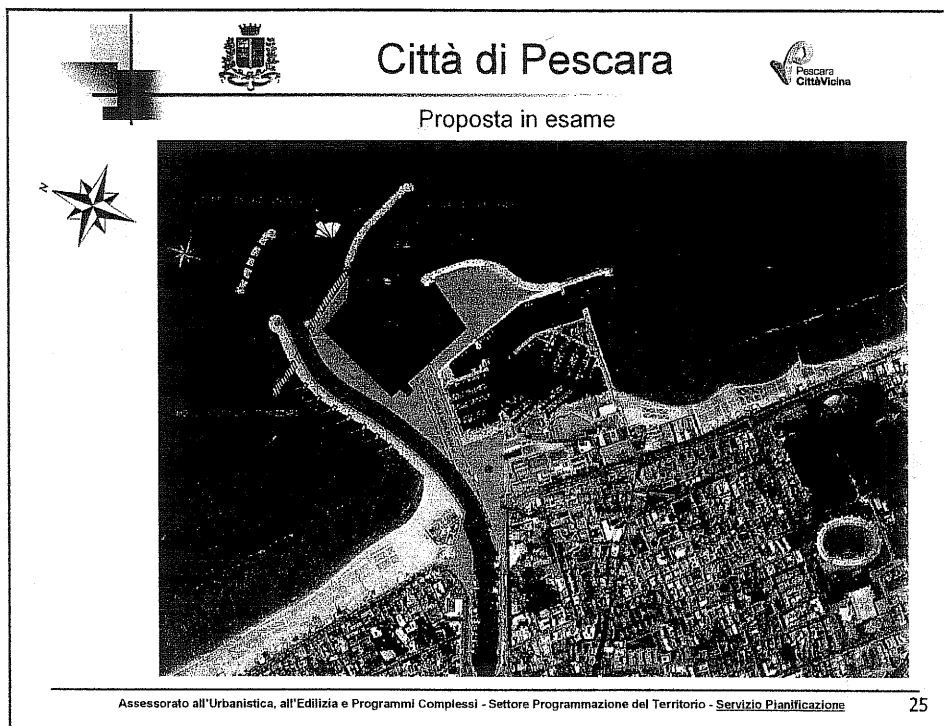 Città di Pescara
Pescara
CittàVicina
Proposta in esame
N
Assessorato all'Urbanistica, all'Edilizia e Programmi Complessi - Settore Programmazione del Territorio - Servizio Pianificazione
25